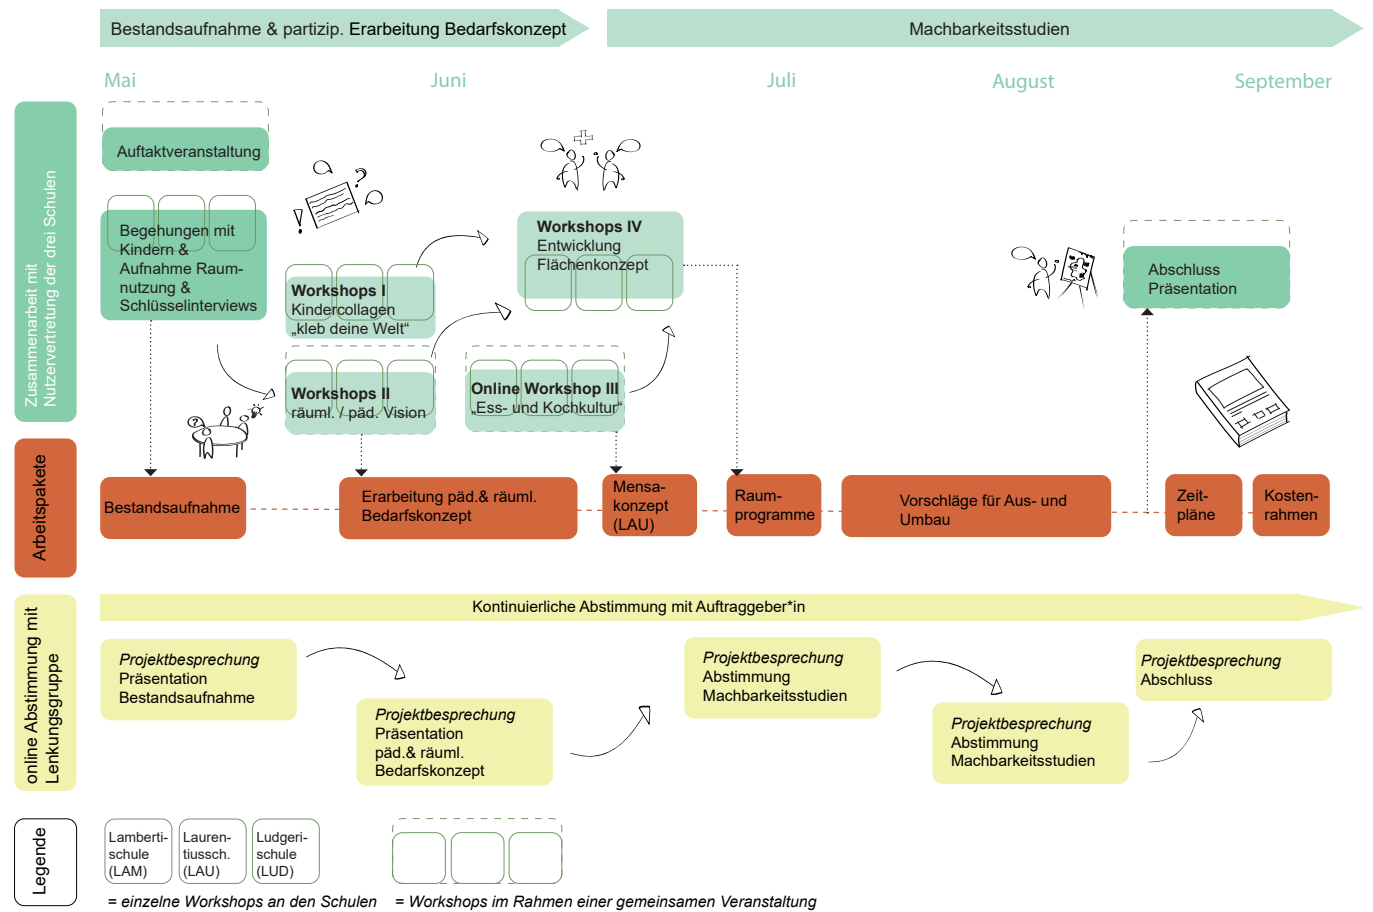 Bestandsaufnahme & partizip. Erarbeitung Bedarfskonzept
Machbarkeitsstudien
Mai
Juni
Juli
August
September
Zusammenarbeit mit
Nutzervertretung der drei Schulen
Auftaktveranstaltung
Begehungen mit
Kindern &
Aufnahme Raum-
nutzung &
Schlüsselinterviews
! ?
Workshops I
Kindercollagen
„kleb deine Welt“
Workshops II
räuml. / päd. Vision
?
Workshops IV
Entwicklung
Flächenkonzept
Online Workshop III
„Ess- und Kochkultur“
Abschluss
Präsentation
Arbeitspakete
Bestandsaufnahme
Erarbeitung päd.& räuml.
Bedarfskonzept
Mensa-
konzept
(LAU)
Raum-
programme
Vorschläge für Aus- und
Umbau
Zeit-
pläne
Kosten-
rahmen
online Abstimmung mit
Lenkungsgruppe
Kontinuierliche Abstimmung mit Auftraggeber*in
Projektbesprechung
Präsentation
Bestandsaufnahme
Projektbesprechung
Präsentation
päd.& räuml.
Bedarfskonzept
Projektbesprechung
Abstimmung
Machbarkeitsstudien
Projektbesprechung
Abstimmung
Machbarkeitsstudien
Projektbesprechung
Abschluss
Legende
Lamberti-
schule
(LAM)
Lauren-
tiussch.
(LAU)
Ludgeri-
schule
(LUD)
= einzelne Workshops an den Schulen
= Workshops im Rahmen einer gemeinsamen Veranstaltung